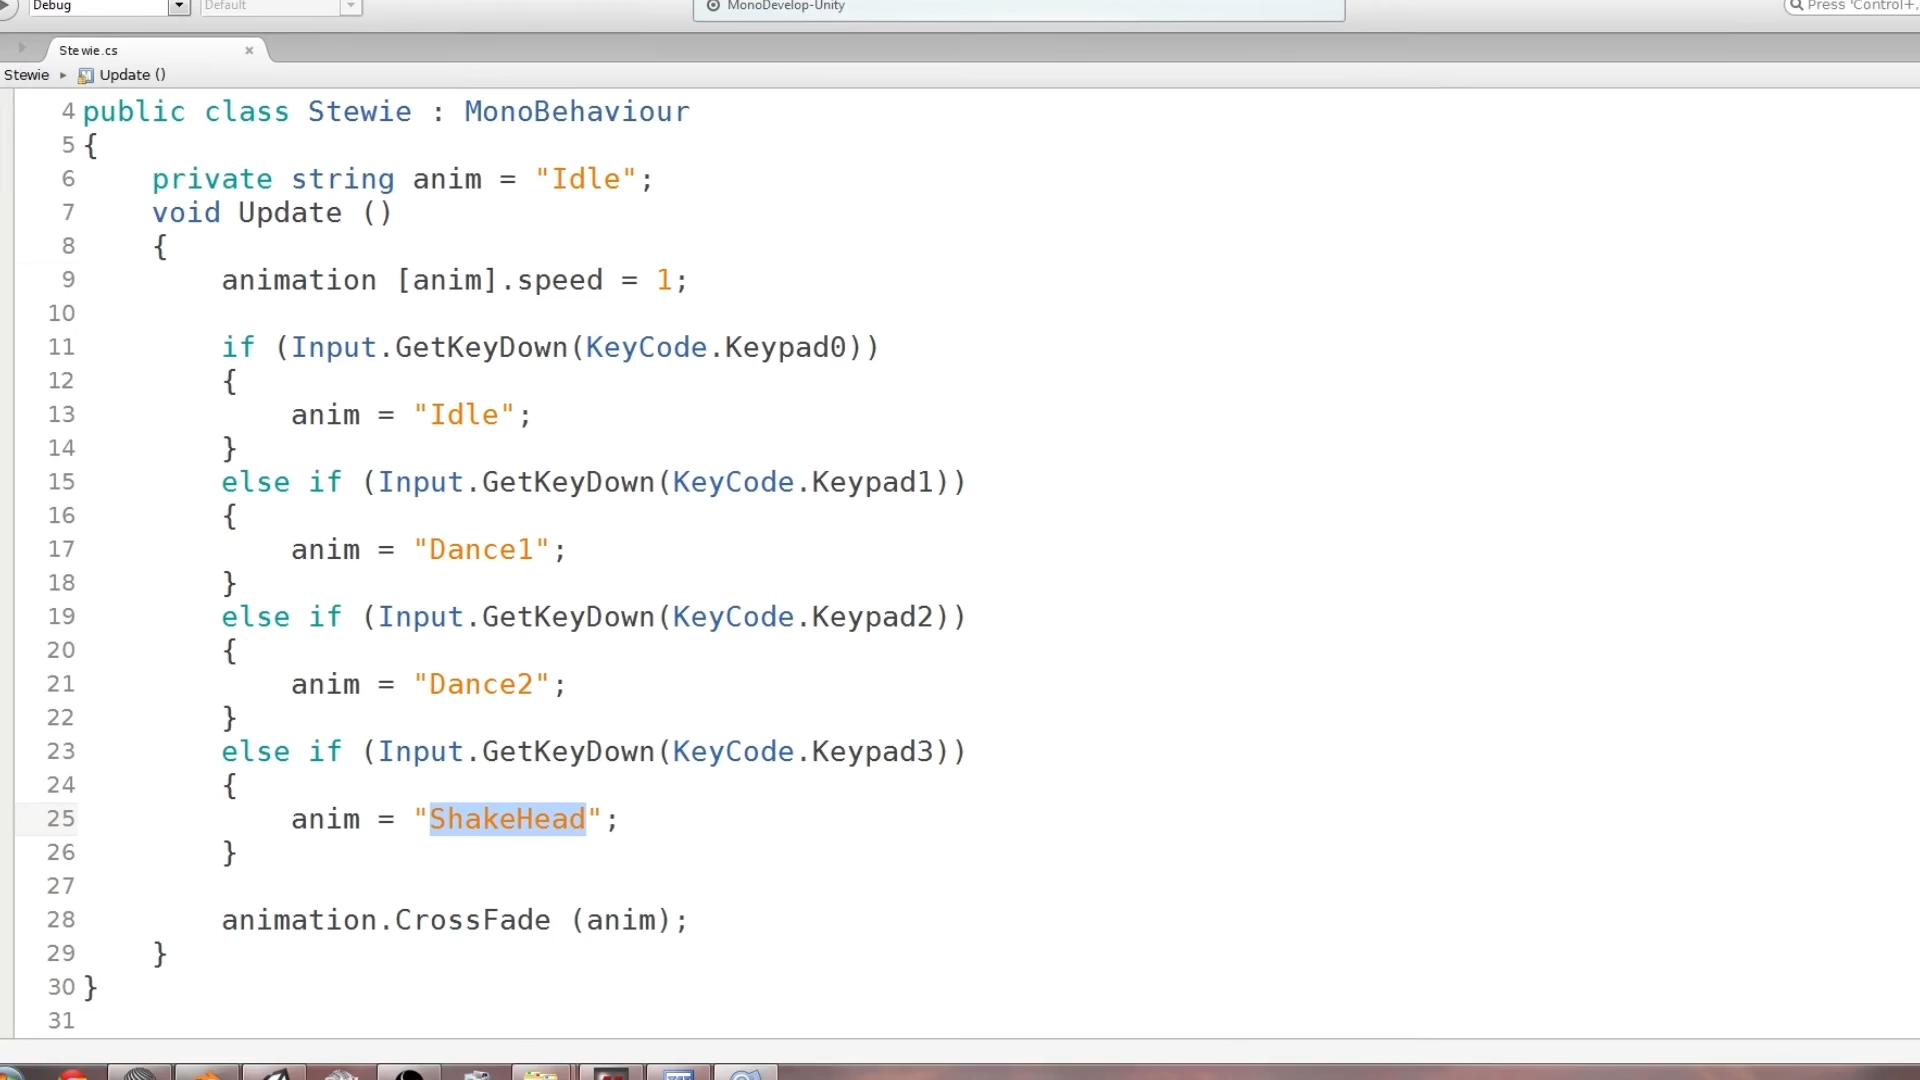 Debug Default MonoDevelop-Unity Press 'Control+,
Stewie.cs
Stewie ▸ Update ()
4 public class Stewie : MonoBehaviour
5 {
6 private string anim = "Idle";
7 void Update ()
8 {
9 animation [anim].speed = 1;
10
11 if (Input.GetKeyDown(KeyCode.Keypad0))
12 {
13 anim = "Idle";
14 }
15 else if (Input.GetKeyDown(KeyCode.Keypad1))
16 {
17 anim = "Dance1";
18 }
19 else if (Input.GetKeyDown(KeyCode.Keypad2))
20 {
21 anim = "Dance2";
22 }
23 else if (Input.GetKeyDown(KeyCode.Keypad3))
24 {
25 anim = "ShakeHead";
26 }
27
28 animation.CrossFade (anim);
29 }
30 }
31